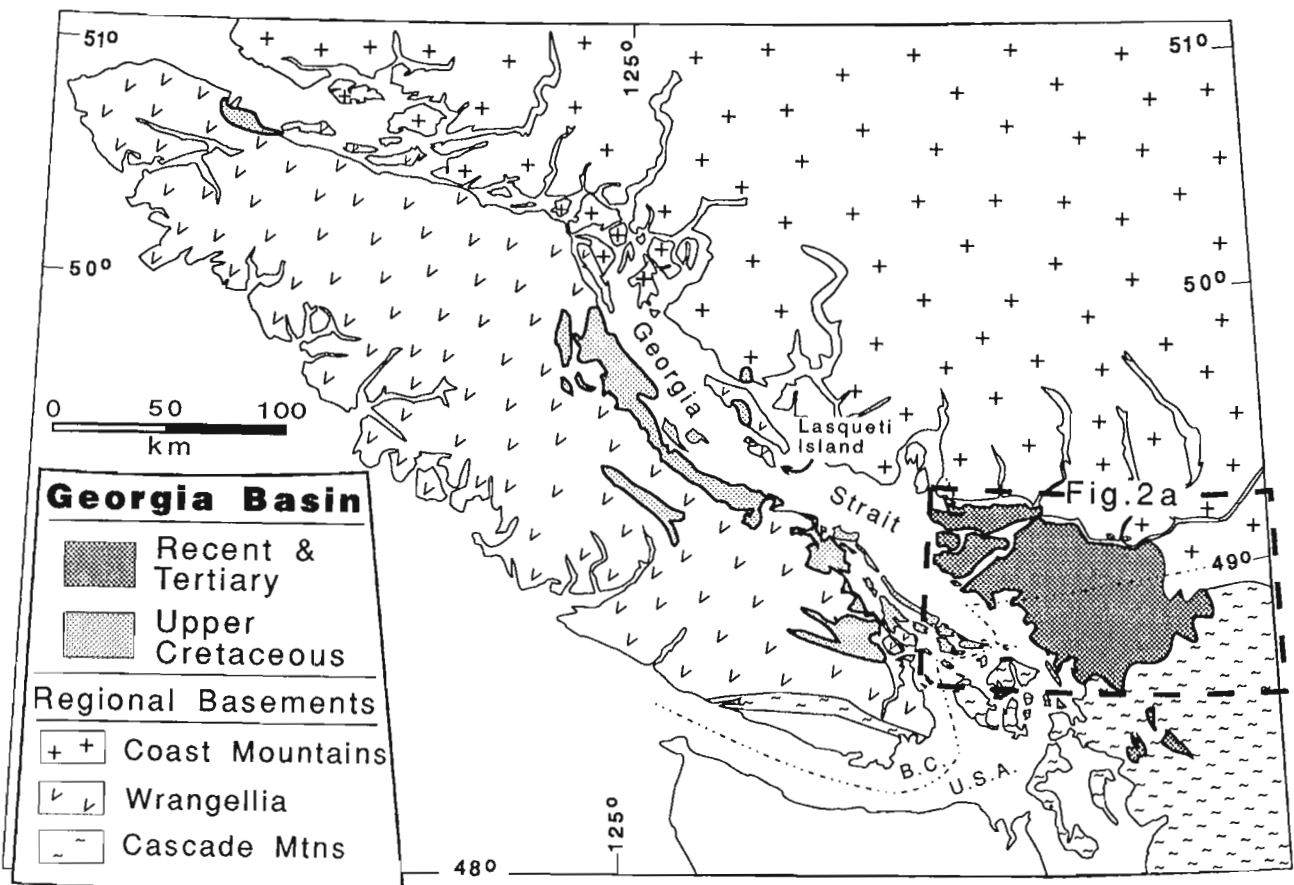 51°
125°
51°
50°
50°
Georgia
Strait
Lasqueti
Island
0 50 100
km
Fig.2a
49°
Georgia Basin
Recent &
Tertiary
Upper
Cretaceous
Regional Basements
Coast Mountains
Wrangellia
Cascade Mtns
B.C.
U.S.A.
125°
48°